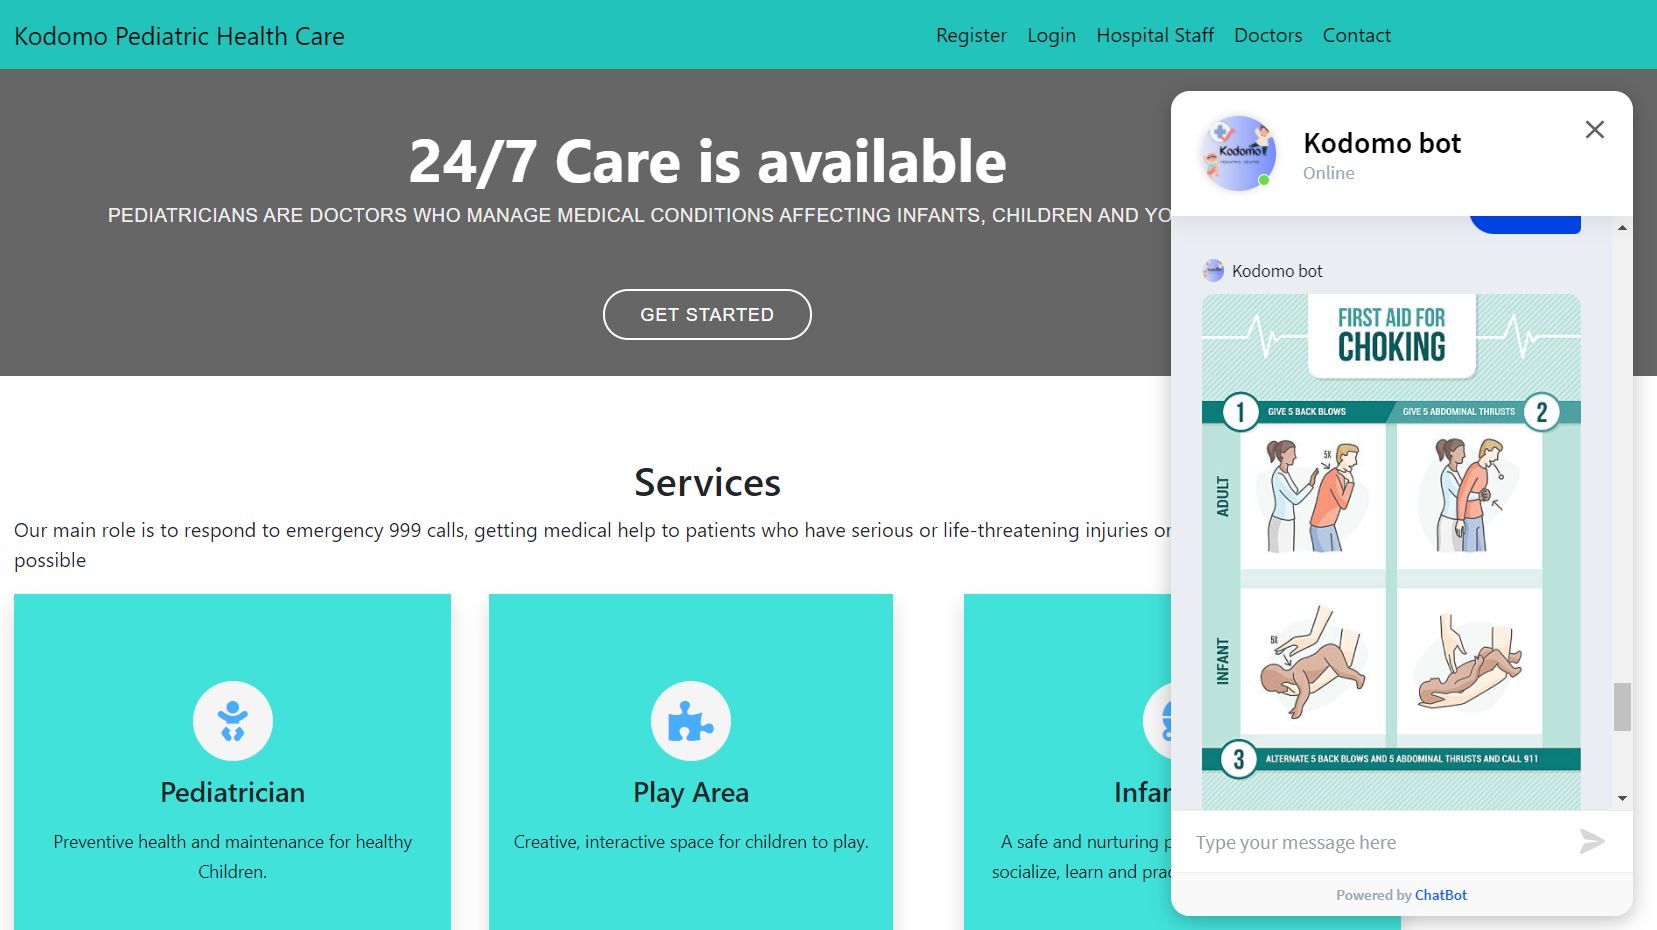 Kodomo Pediatric Health Care
Register
Login
Hospital Staff
Doctors
Contact
24/7 Care is available
PEDIATRICIANS ARE DOCTORS WHO MANAGE MEDICAL CONDITIONS AFFECTING INFANTS, CHILDREN AND YO
GET STARTED
Services
Our main role is to respond to emergency 999 calls, getting medical help to patients who have serious or life-threatening injuries or
possible
Pediatrician
Preventive health and maintenance for healthy
Children.
Play Area
Creative, interactive space for children to play.
Infan
A safe and nurturing p
socialize, learn and prac
Kodomo
Kodomo bot
Online
Kodomo bot
FIRST AID FOR
CHOKING
1
GIVE 5 BACK BLOWS
GIVE 5 ABDOMINAL THRUSTS
2
ADULT
5X
INFANT
5X
3
ALTERNATE 5 BACK BLOWS AND 5 ABDOMINAL THRUSTS AND CALL 911
Type your message here
Powered by ChatBot